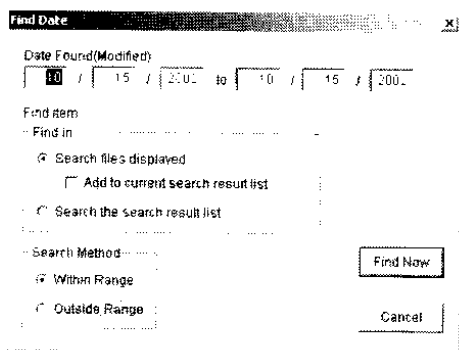 Find Date
Date Found(Modified)
10 / 15 / to 10 / 15 /
Find item
Find in
Search files displayed
Add to current search result list
Search the search result list
Search Method
Within Range
Outside Range
Find Now
Cancel